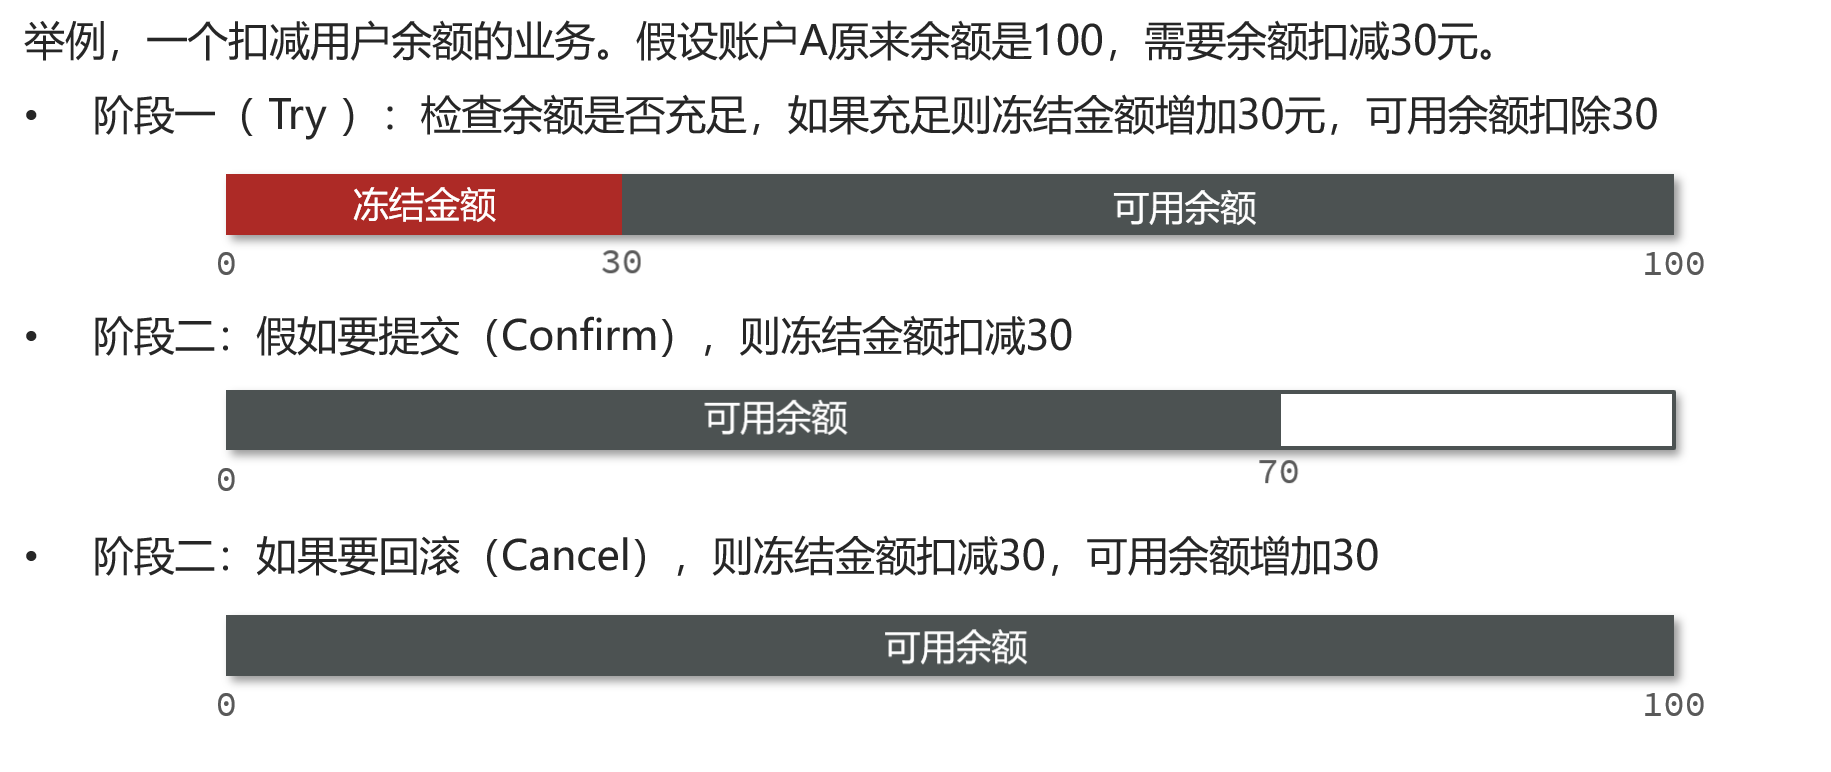 举例，一个扣减用户余额的业务。假设账户A原来余额是100，需要余额扣减30元。
• 阶段一（ Try ）：检查余额是否充足，如果充足则冻结金额增加30元，可用余额扣除30
冻结金额 可用余额
0 30 100
• 阶段二：假如要提交（Confirm），则冻结金额扣减30
可用余额
0 70
• 阶段二：如果要回滚（Cancel），则冻结金额扣减30，可用余额增加30
可用余额
0 100